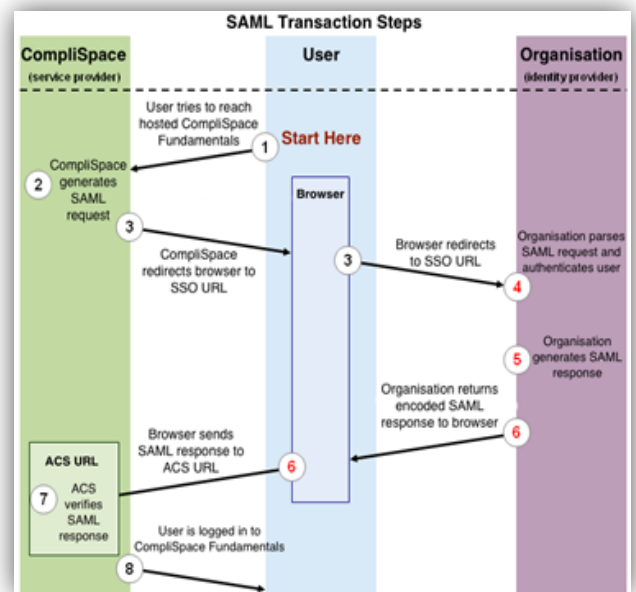 SAML Transaction Steps
CompliSpace
(service provider)
User
Organisation
(identity provider)
User tries to reach
hosted CompliSpace
Fundamentals
1
Start Here
2
CompliSpace
generates
SAML
request
3
CompliSpace
redirects browser to
SSO URL
Browser
3
Browser redirects
to SSO URL
Organisation parses
SAML request and
authenticates user
4
5
Organisation
generates SAML
response
Organisation returns
encoded SAML
response to browser
6
Browser sends
SAML response to
ACS URL
6
ACS URL
7
ACS
verifies
SAML
response
User is logged in to
CompliSpace Fundamentals
8